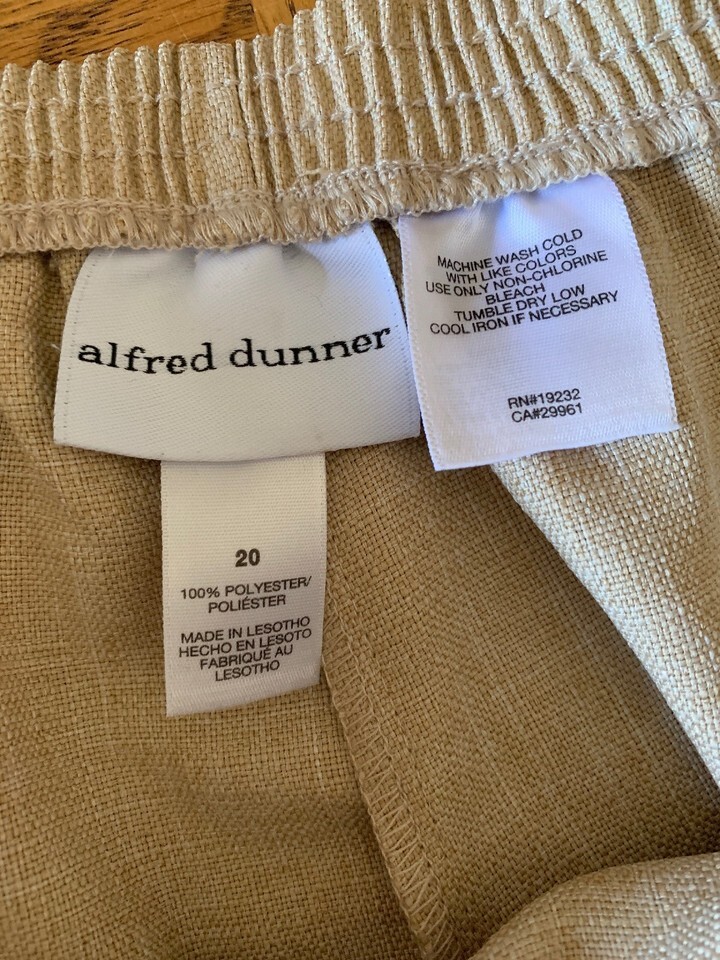 alfred dunner
20
100% POLYESTER/
POLIÉSTER
MADE IN LESOTHO
HECHO EN LESOTO
FABRIQUÉ AU
LESOTHO
MACHINE WASH COLD
WITH LIKE COLORS
USE ONLY NON-CHLORINE
BLEACH
TUMBLE DRY LOW
COOL IRON IF NECESSARY
RN#19232
CA#29961